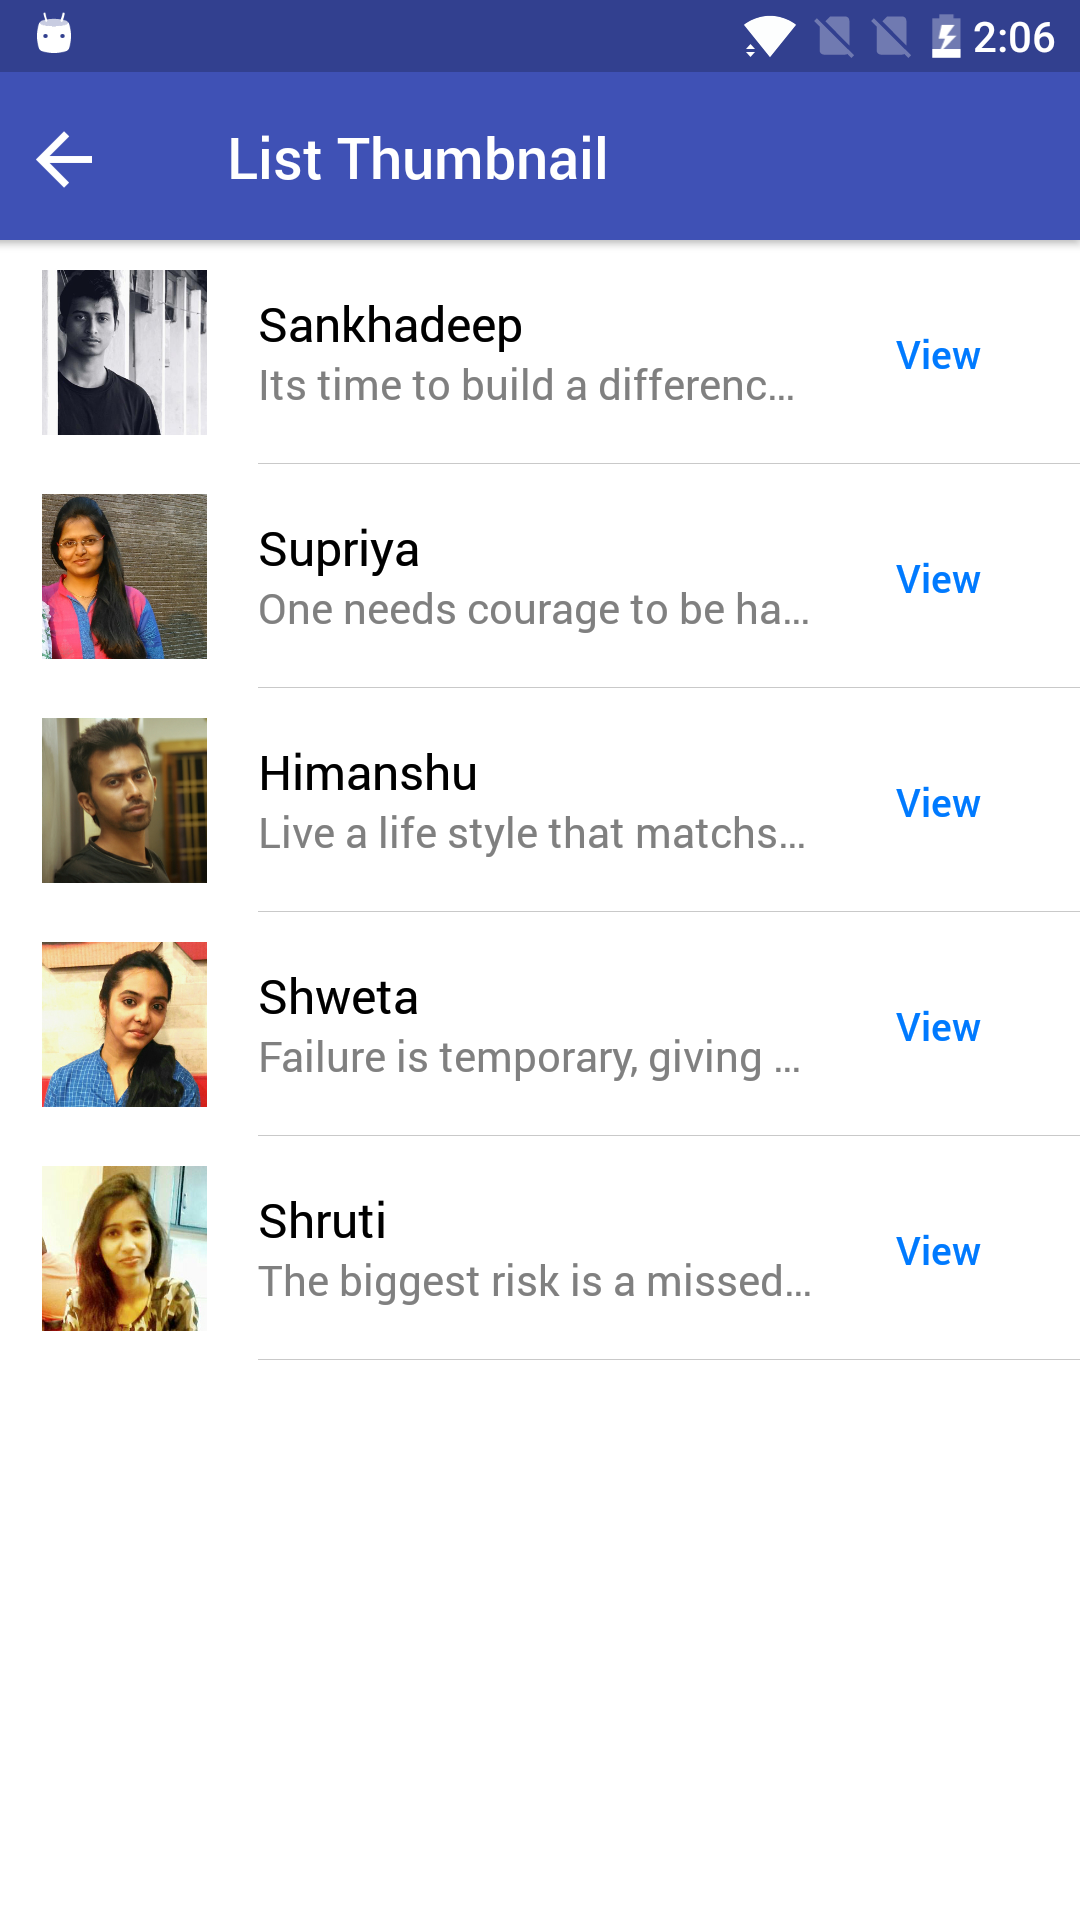 2:06
List Thumbnail
Sankhadeep
Its time to build a differenc...
View
Supriya
One needs courage to be ha...
View
Himanshu
Live a life style that matchs...
View
Shweta
Failure is temporary, giving ...
View
Shruti
The biggest risk is a missed...
View